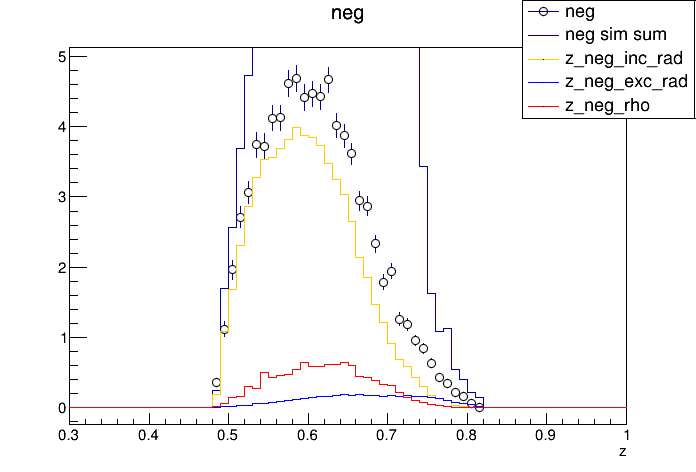 neg
neg
neg sim sum
z_neg_inc_rad
z_neg_exc_rad
z_neg_rho
5
4
3
2
1
0
0.3 0.4 0.5 0.6 0.7 0.8 0.9 1
z